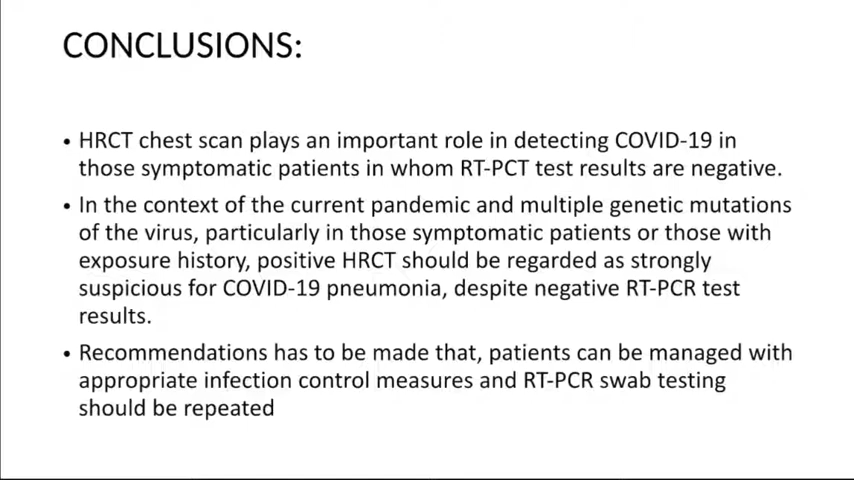 CONCLUSIONS:
• HRCT chest scan plays an important role in detecting COVID-19 in
those symptomatic patients in whom RT-PCT test results are negative.
• In the context of the current pandemic and multiple genetic mutations
of the virus, particularly in those symptomatic patients or those with
exposure history, positive HRCT should be regarded as strongly
suspicious for COVID-19 pneumonia, despite negative RT-PCR test
results.
• Recommendations has to be made that, patients can be managed with
appropriate infection control measures and RT-PCR swab testing
should be repeated